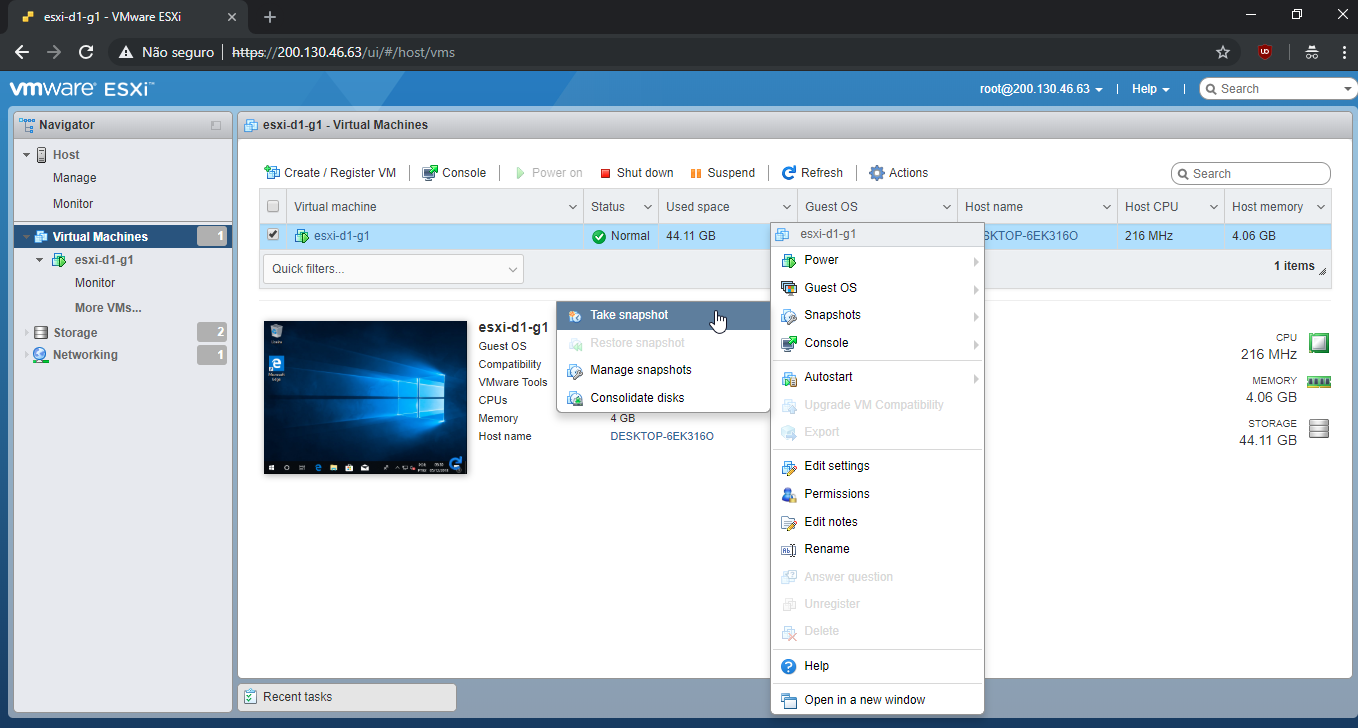 esxi-d1-g1 - VMware ESXi
Não seguro https://200.130.46.63/ui/#/host/vms
vmware ESXi™ root@200.130.46.63 Help Search
Navigator
Host
Manage
Monitor
Virtual Machines 1
esxi-d1-g1
Monitor
More VMs...
Storage 2
Networking 1
esxi-d1-g1 - Virtual Machines
Create / Register VM Console Power on Shut down Suspend Refresh Actions Search
Virtual machine Status Used space Guest OS Host name Host CPU Host memory
esxi-d1-g1 Normal 44.11 GB SKTOP-6EK316O 216 MHz 4.06 GB
Quick filters...
1 items
esxi-d1-g1
Guest OS
Compatibility
VMware Tools
CPUs
Memory 4 GB
Host name DESKTOP-6EK316O
CPU
216 MHz
MEMORY
4.06 GB
STORAGE
44.11 GB
Take snapshot
Restore snapshot
Manage snapshots
Consolidate disks
esxi-d1-g1
Power
Guest OS
Snapshots
Console
Autostart
Upgrade VM Compatibility
Export
Edit settings
Permissions
Edit notes
Rename
Answer question
Unregister
Delete
Help
Open in a new window
Recent tasks